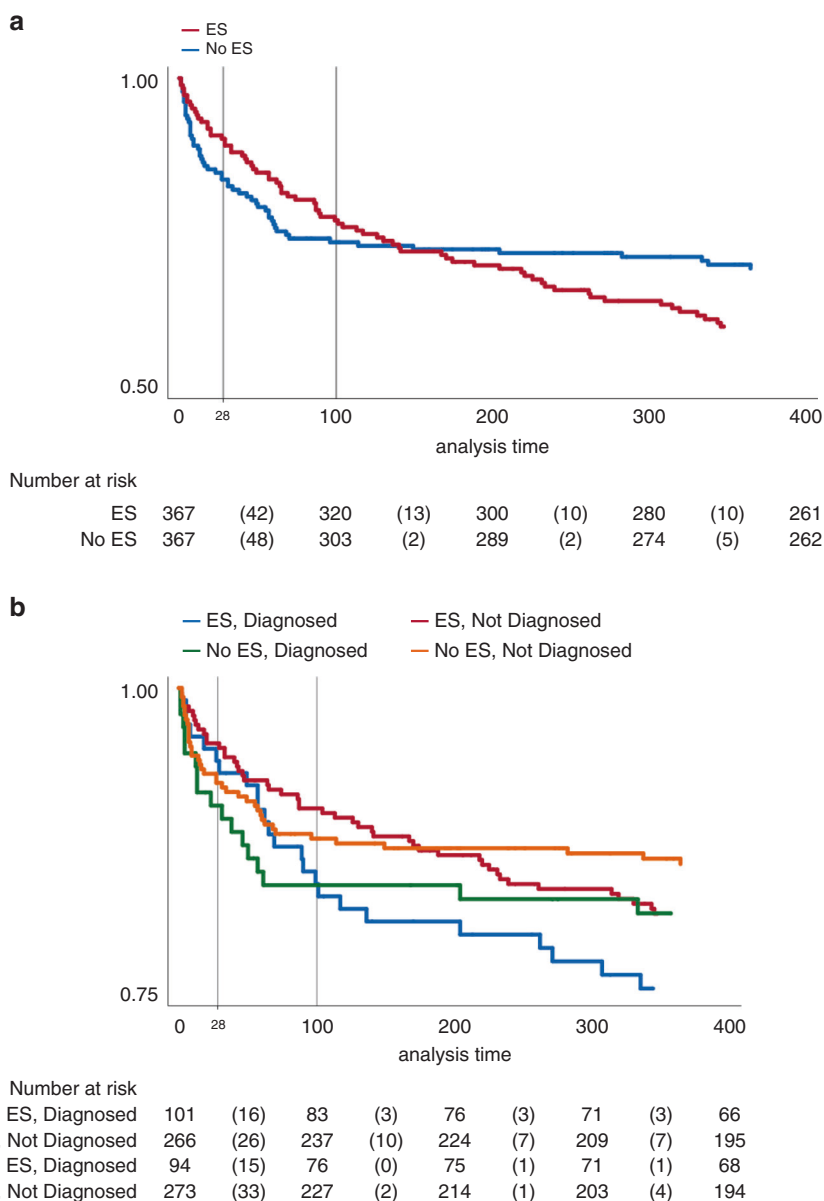 a
ES
No ES
1.00
0.50
0 28 100 200 300 400
analysis time
Number at risk
ES 367 (42) 320 (13) 300 (10) 280 (10) 261
No ES 367 (48) 303 (2) 289 (2) 274 (5) 262
b
ES, Diagnosed ES, Not Diagnosed
No ES, Diagnosed No ES, Not Diagnosed
1.00
0.75
0 28 100 200 300 400
analysis time
Number at risk
ES, Diagnosed 101 (16) 83 (3) 76 (3) 71 (3) 66
Not Diagnosed 266 (26) 237 (10) 224 (7) 209 (7) 195
ES, Diagnosed 94 (15) 76 (0) 75 (1) 71 (1) 68
Not Diagnosed 273 (33) 227 (2) 214 (1) 203 (4) 194